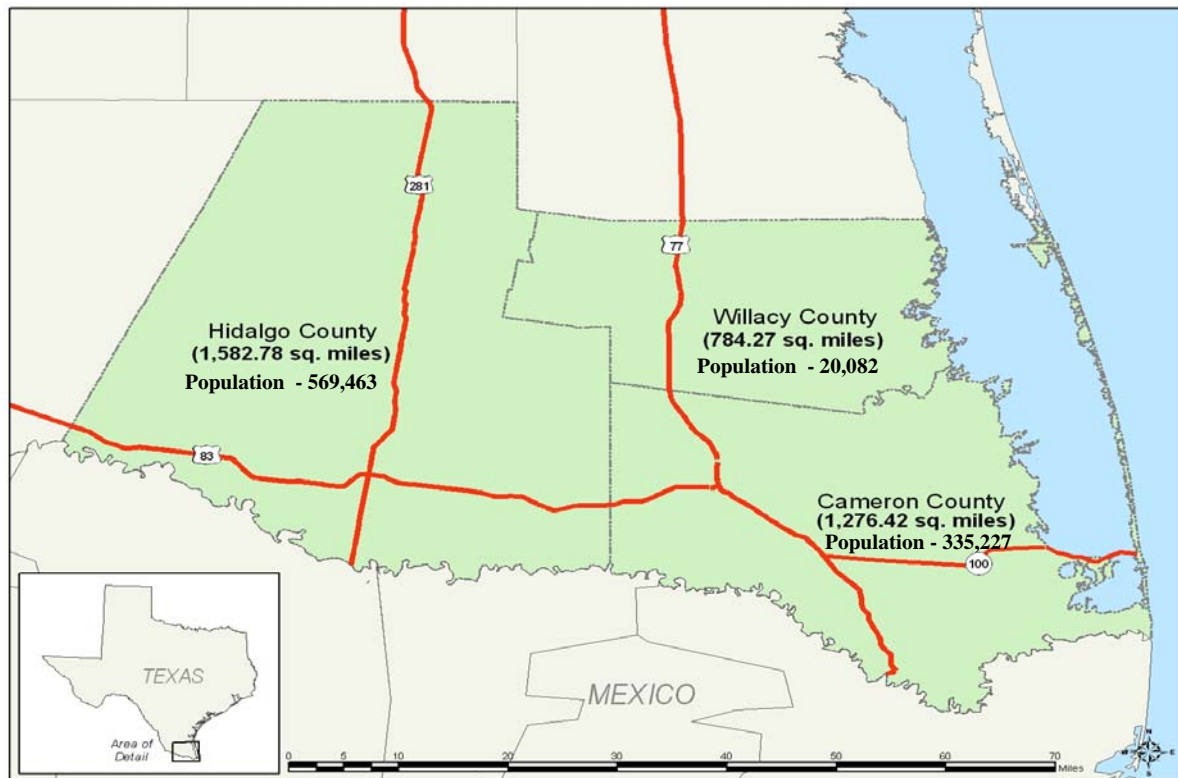 281
77
Hidalgo County
(1,582.78 sq. miles)
Population - 569,463
Willacy County
(784.27 sq. miles)
Population - 20,082
83
Cameron County
(1,276.42 sq. miles)
Population - 335,227
100
TEXAS
Area of
Detail
MEXICO
0 5 10 20 30 40 50 60 70
Miles
N
W E
S